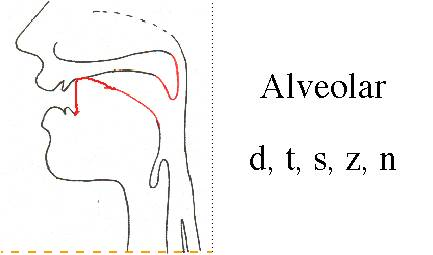 Alveolar
d, t, s, z, n